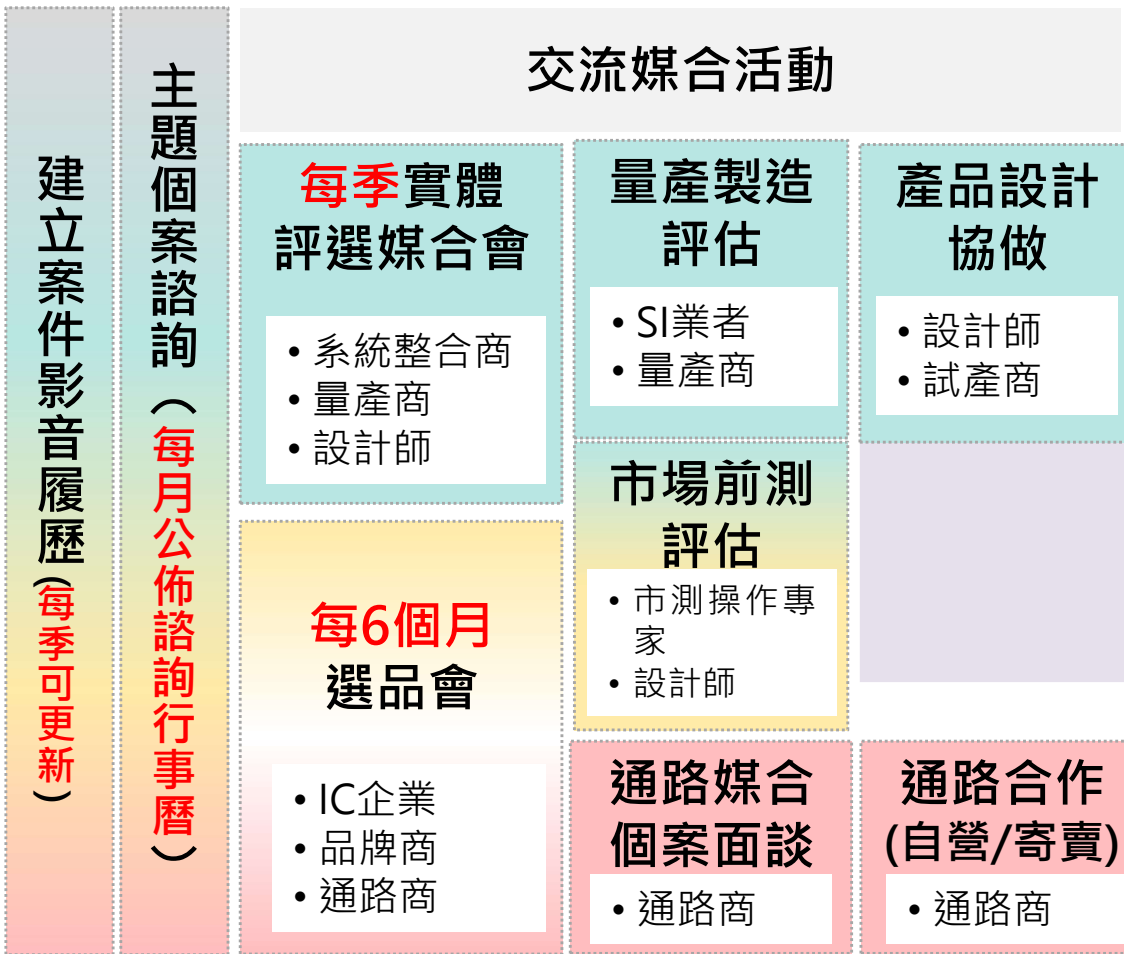 建立案件影音履歷(每季可更新)
主題個案諮詢（每月公佈諮詢行事曆）
交流媒合活動
每季實體
評選媒合會
• 系統整合商
• 量產商
• 設計師
量產製造
評估
• SI業者
• 量產商
產品設計
協做
• 設計師
• 試產商
市場前測
評估
• 市測操作專
家
• 設計師
每6個月
選品會
• IC企業
• 品牌商
• 通路商
通路媒合
個案面談
• 通路商
通路合作
(自營/寄賣)
• 通路商